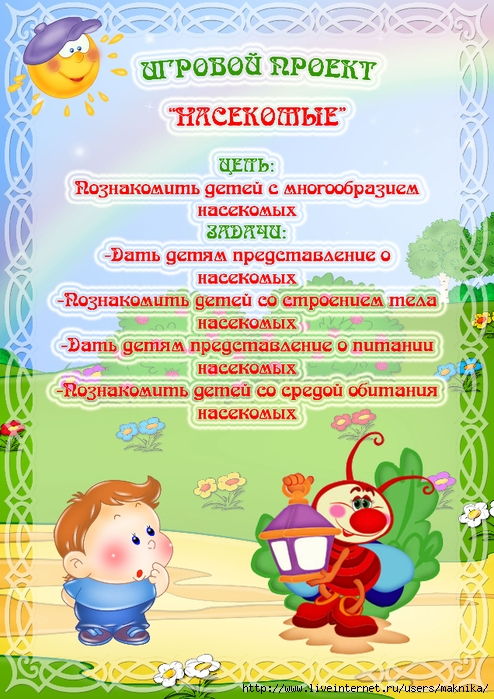 ИГРОВОЙ ПРОЕКТ
“НАСЕКОМЫЕ”
ЦЕЛЬ:
Познакомить детей с многообразием
насекомых
ЗАДАЧИ:
-Дать детям представление о
насекомых
-Познакомить детей со строением тела
насекомых
-Дать детям представление о питании
насекомых
-Познакомить детей со средой обитания
насекомых
http://www.liveinternet.ru/users/maknika/